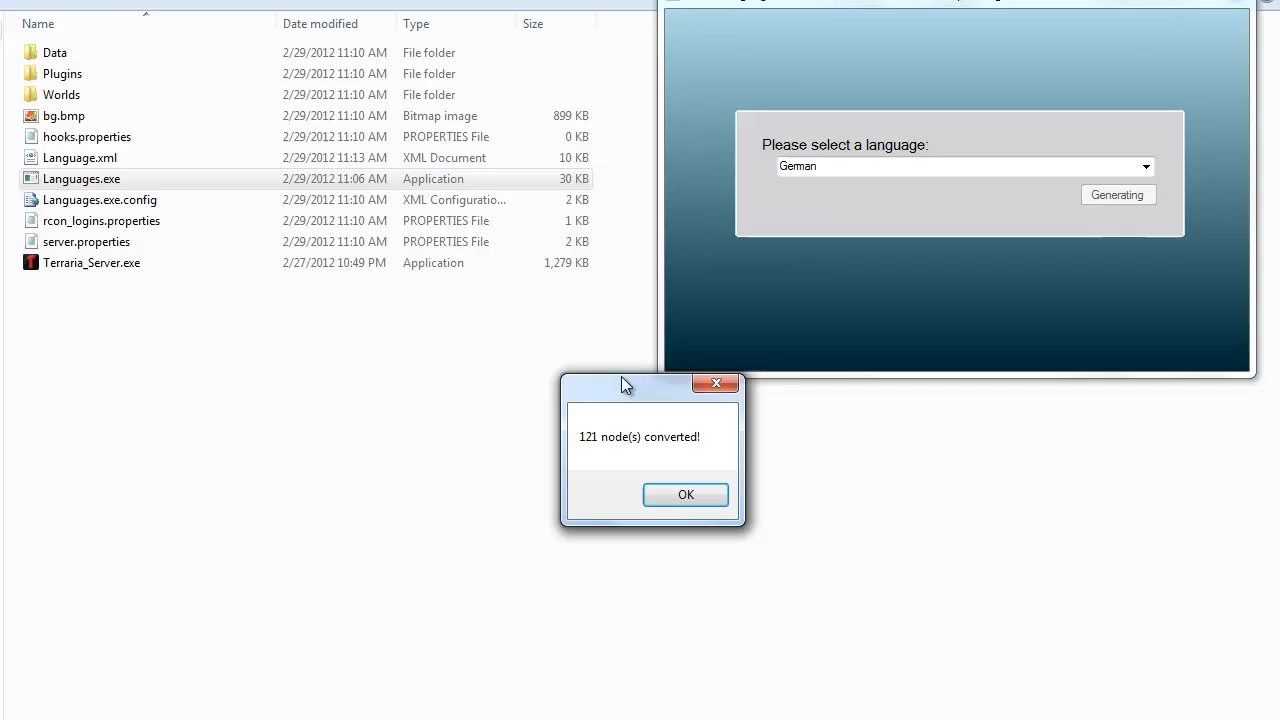 Name Date modified Type Size
Data 2/29/2012 11:10 AM File folder
Plugins 2/29/2012 11:10 AM File folder
Worlds 2/29/2012 11:10 AM File folder
bg.bmp 2/29/2012 11:10 AM Bitmap image 899 KB
hooks.properties 2/29/2012 11:10 AM PROPERTIES File 0 KB
Language.xml 2/29/2012 11:13 AM XML Document 10 KB
Languages.exe 2/29/2012 11:06 AM Application 30 KB
Languages.exe.config 2/29/2012 11:10 AM XML Configuratio... 2 KB
rcon_logins.properties 2/29/2012 11:10 AM PROPERTIES File 1 KB
server.properties 2/29/2012 11:10 AM PROPERTIES File 2 KB
Terraria_Server.exe 2/27/2012 10:49 PM Application 1,279 KB
Please select a language:
German
Generating
121 node(s) converted!
OK